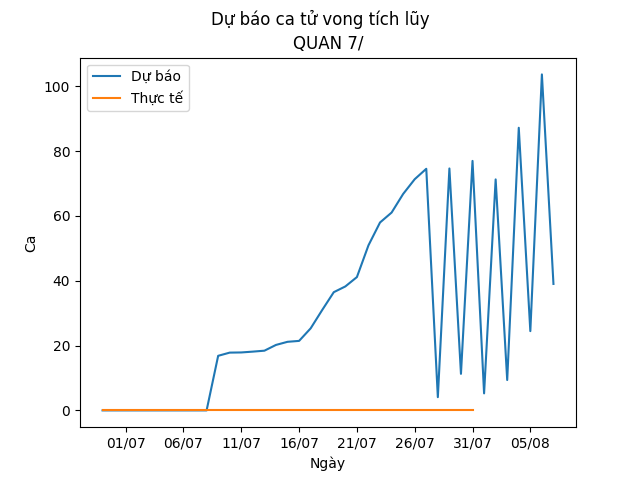 Dự báo ca tử vong tích lũy
QUAN 7/
Dự báo
Thực tế
Ca
100
80
60
40
20
0
01/07 06/07 11/07 16/07 21/07 26/07 31/07 05/08
Ngày